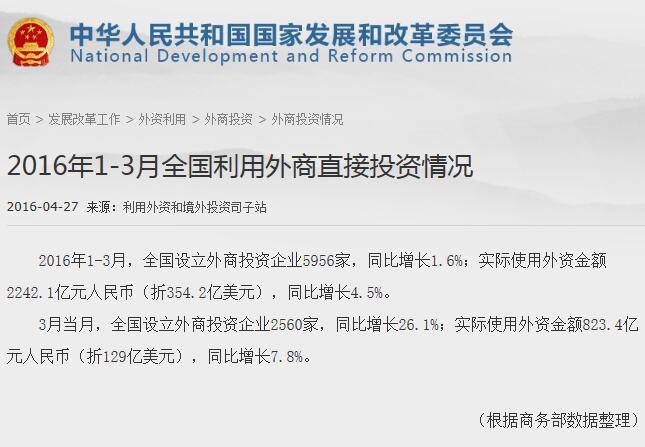 中华人民共和国国家发展和改革委员会
National Development and Reform Commission
首页 > 发展改革工作 > 外资利用 > 外商投资 > 外商投资情况
2016年1-3月全国利用外商直接投资情况
2016-04-27 来源：利用外资和境外投资司子站
2016年1-3月，全国设立外商投资企业5956家，同比增长1.6%；实际使用外资金额
2242.1亿元人民币（折354.2亿美元），同比增长4.5%。
3月当月，全国设立外商投资企业2560家，同比增长26.1%；实际使用外资金额823.4亿
元人民币（折129亿美元），同比增长7.8%。
（根据商务部数据整理）